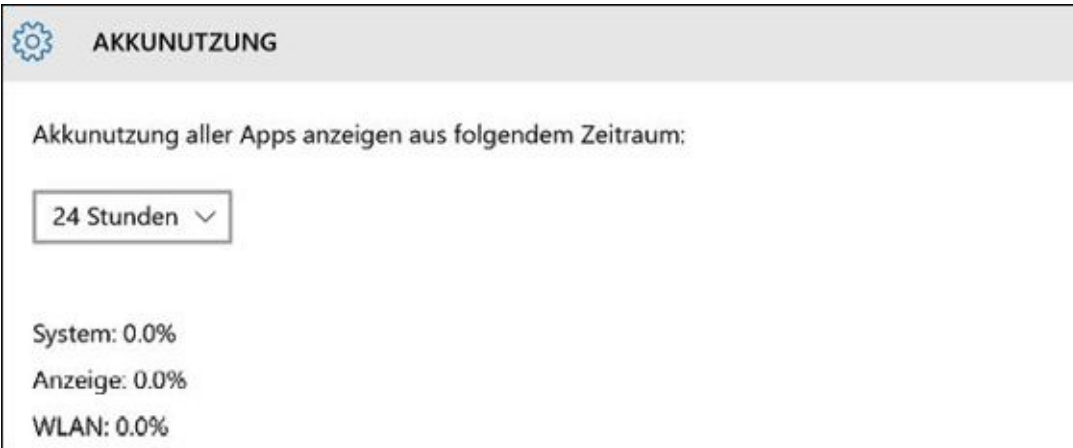 AKKUNUTZUNG
Akkunutzung aller Apps anzeigen aus folgendem Zeitraum:
24 Stunden
System: 0.0%
Anzeige: 0.0%
WLAN: 0.0%